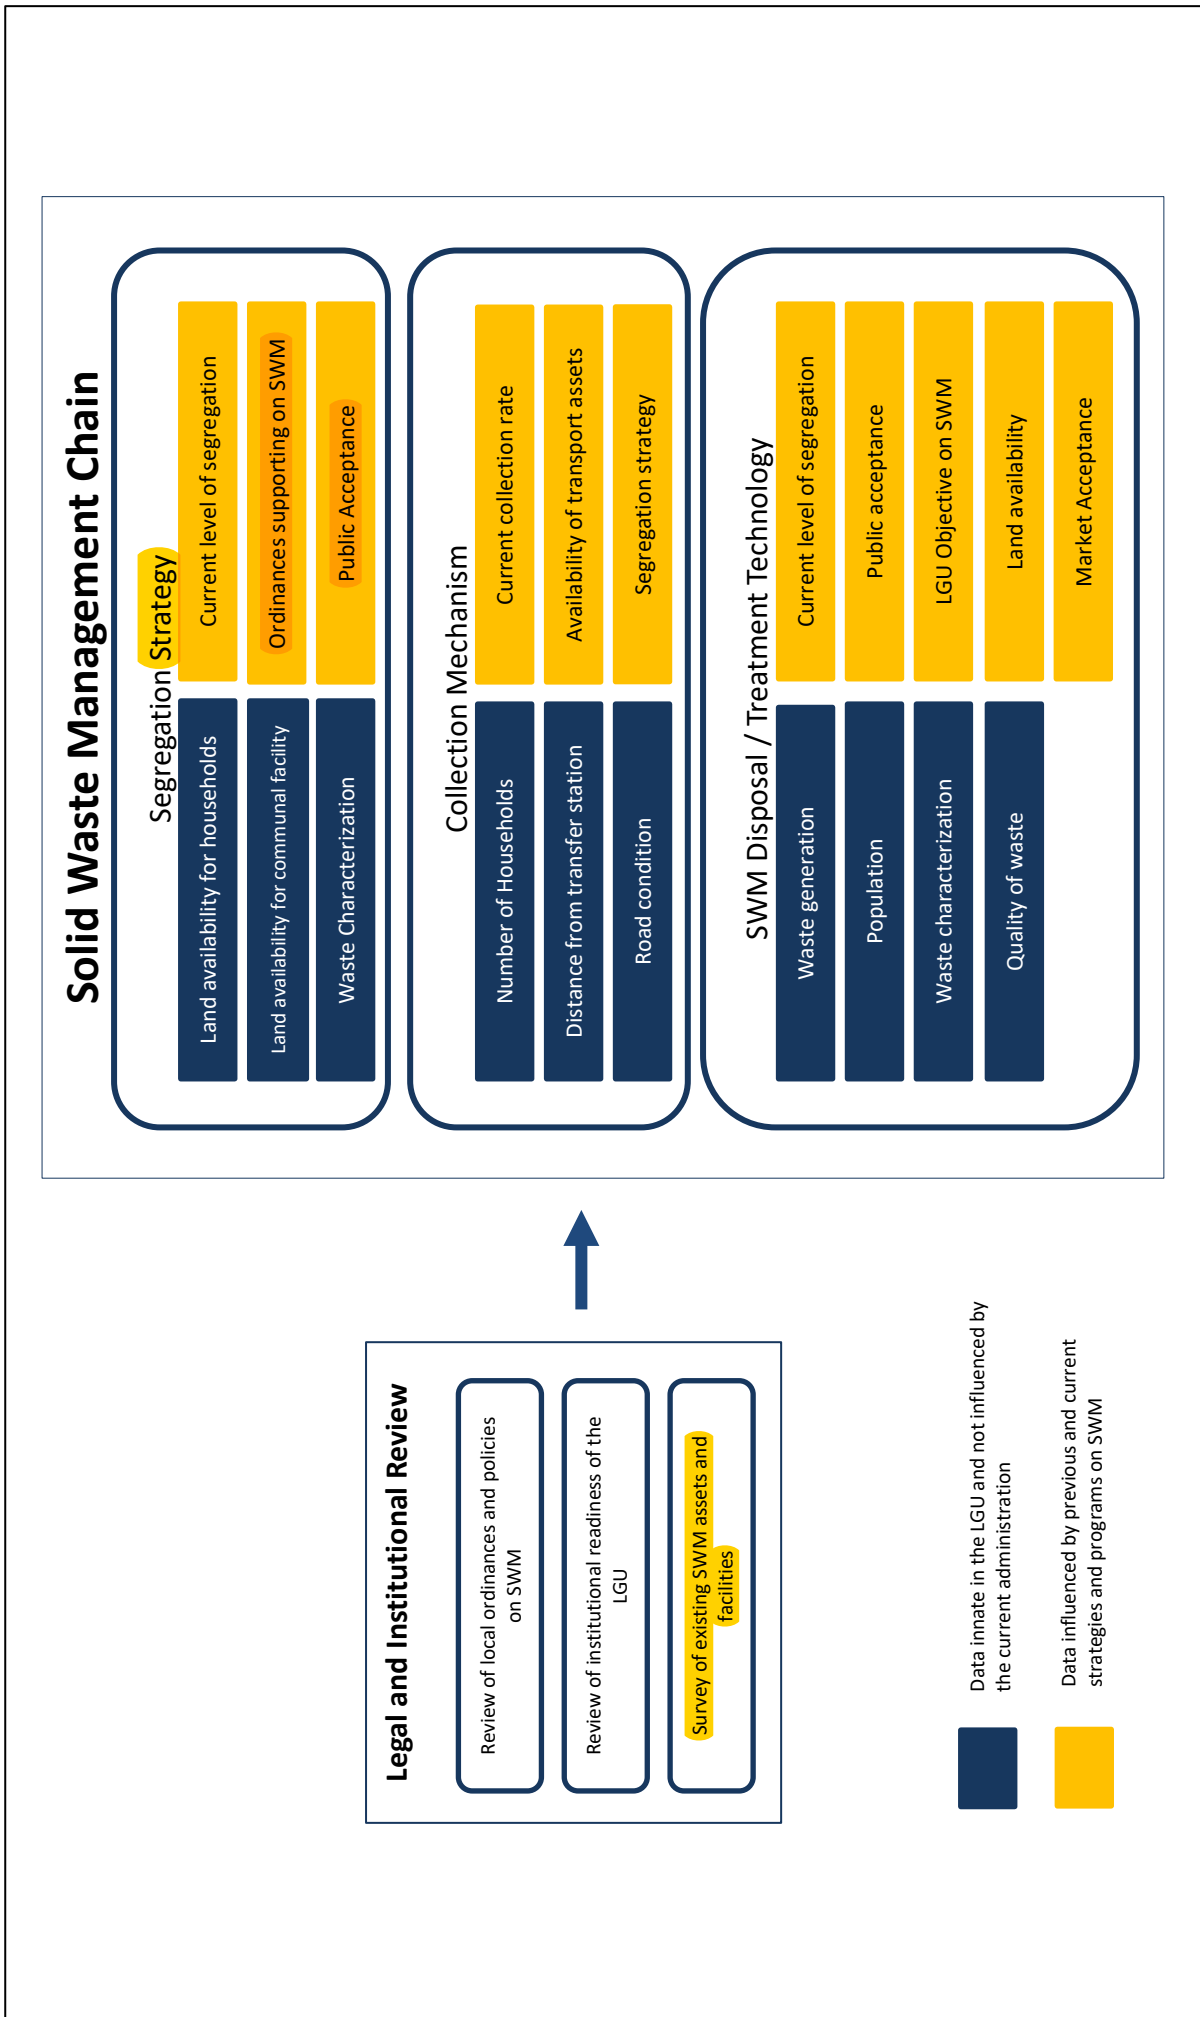 Legal and Institutional Review
Review of local ordinances and policies
on SWM
Review of institutional readiness of the
LGU
Survey of existing SWM assets and
facilities
Data innate in the LGU and not influenced by
the current administration
Data influenced by previous and current
strategies and programs on SWM
Solid Waste Management Chain
Segregation Strategy
Land availability for households
Current level of segregation
Land availability for communal facility
Ordinances supporting on SWM
Waste Characterization
Public Acceptance
Collection Mechanism
Number of Households
Current collection rate
Distance from transfer station
Availability of transport assets
Road condition
Segregation strategy
SWM Disposal / Treatment Technology
Waste generation
Current level of segregation
Population
Public acceptance
Waste characterization
LGU Objective on SWM
Quality of waste
Land availability
Market Acceptance